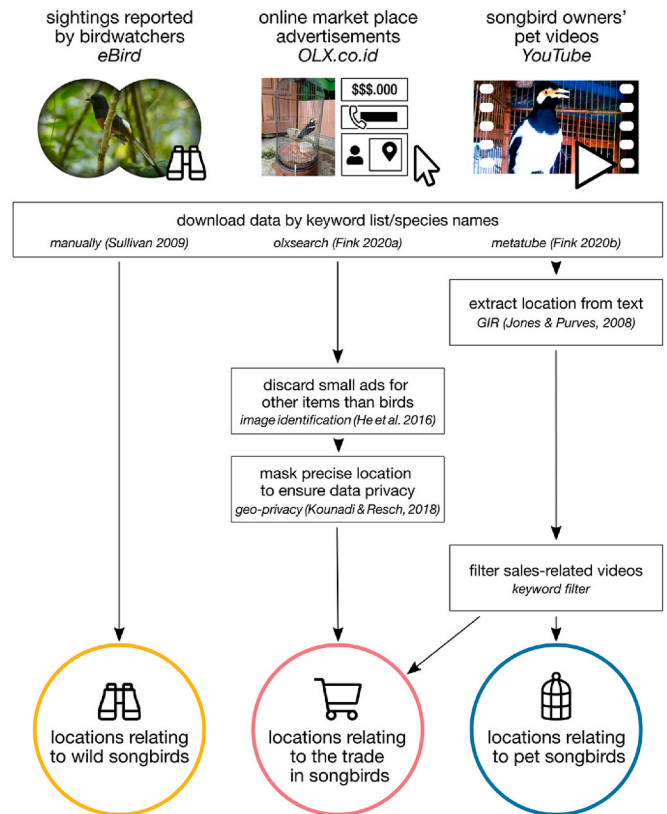 sightings reported
by birdwatchers
eBird
online market place
advertisements
OLX.co.id
songbird owners'
pet videos
YouTube
$$$.000
download data by keyword list/species names
manually (Sullivan 2009)
olxsearch (Fink 2020a)
metatube (Fink 2020b)
extract location from text
GIR (Jones & Purves, 2008)
discard small ads for
other items than birds
image identification (He et al. 2016)
mask precise location
to ensure data privacy
geo-privacy (Kounadi & Resch, 2018)
filter sales-related videos
keyword filter
locations relating
to wild songbirds
locations relating
to the trade
in songbirds
locations relating
to pet songbirds